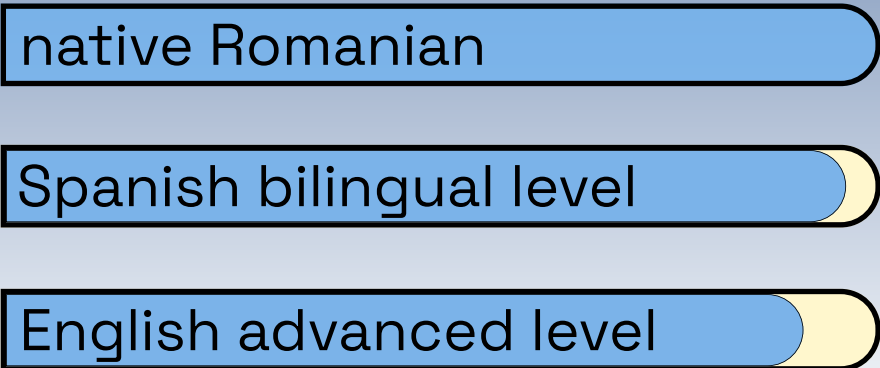 native Romanian
Spanish bilingual level
English advanced level